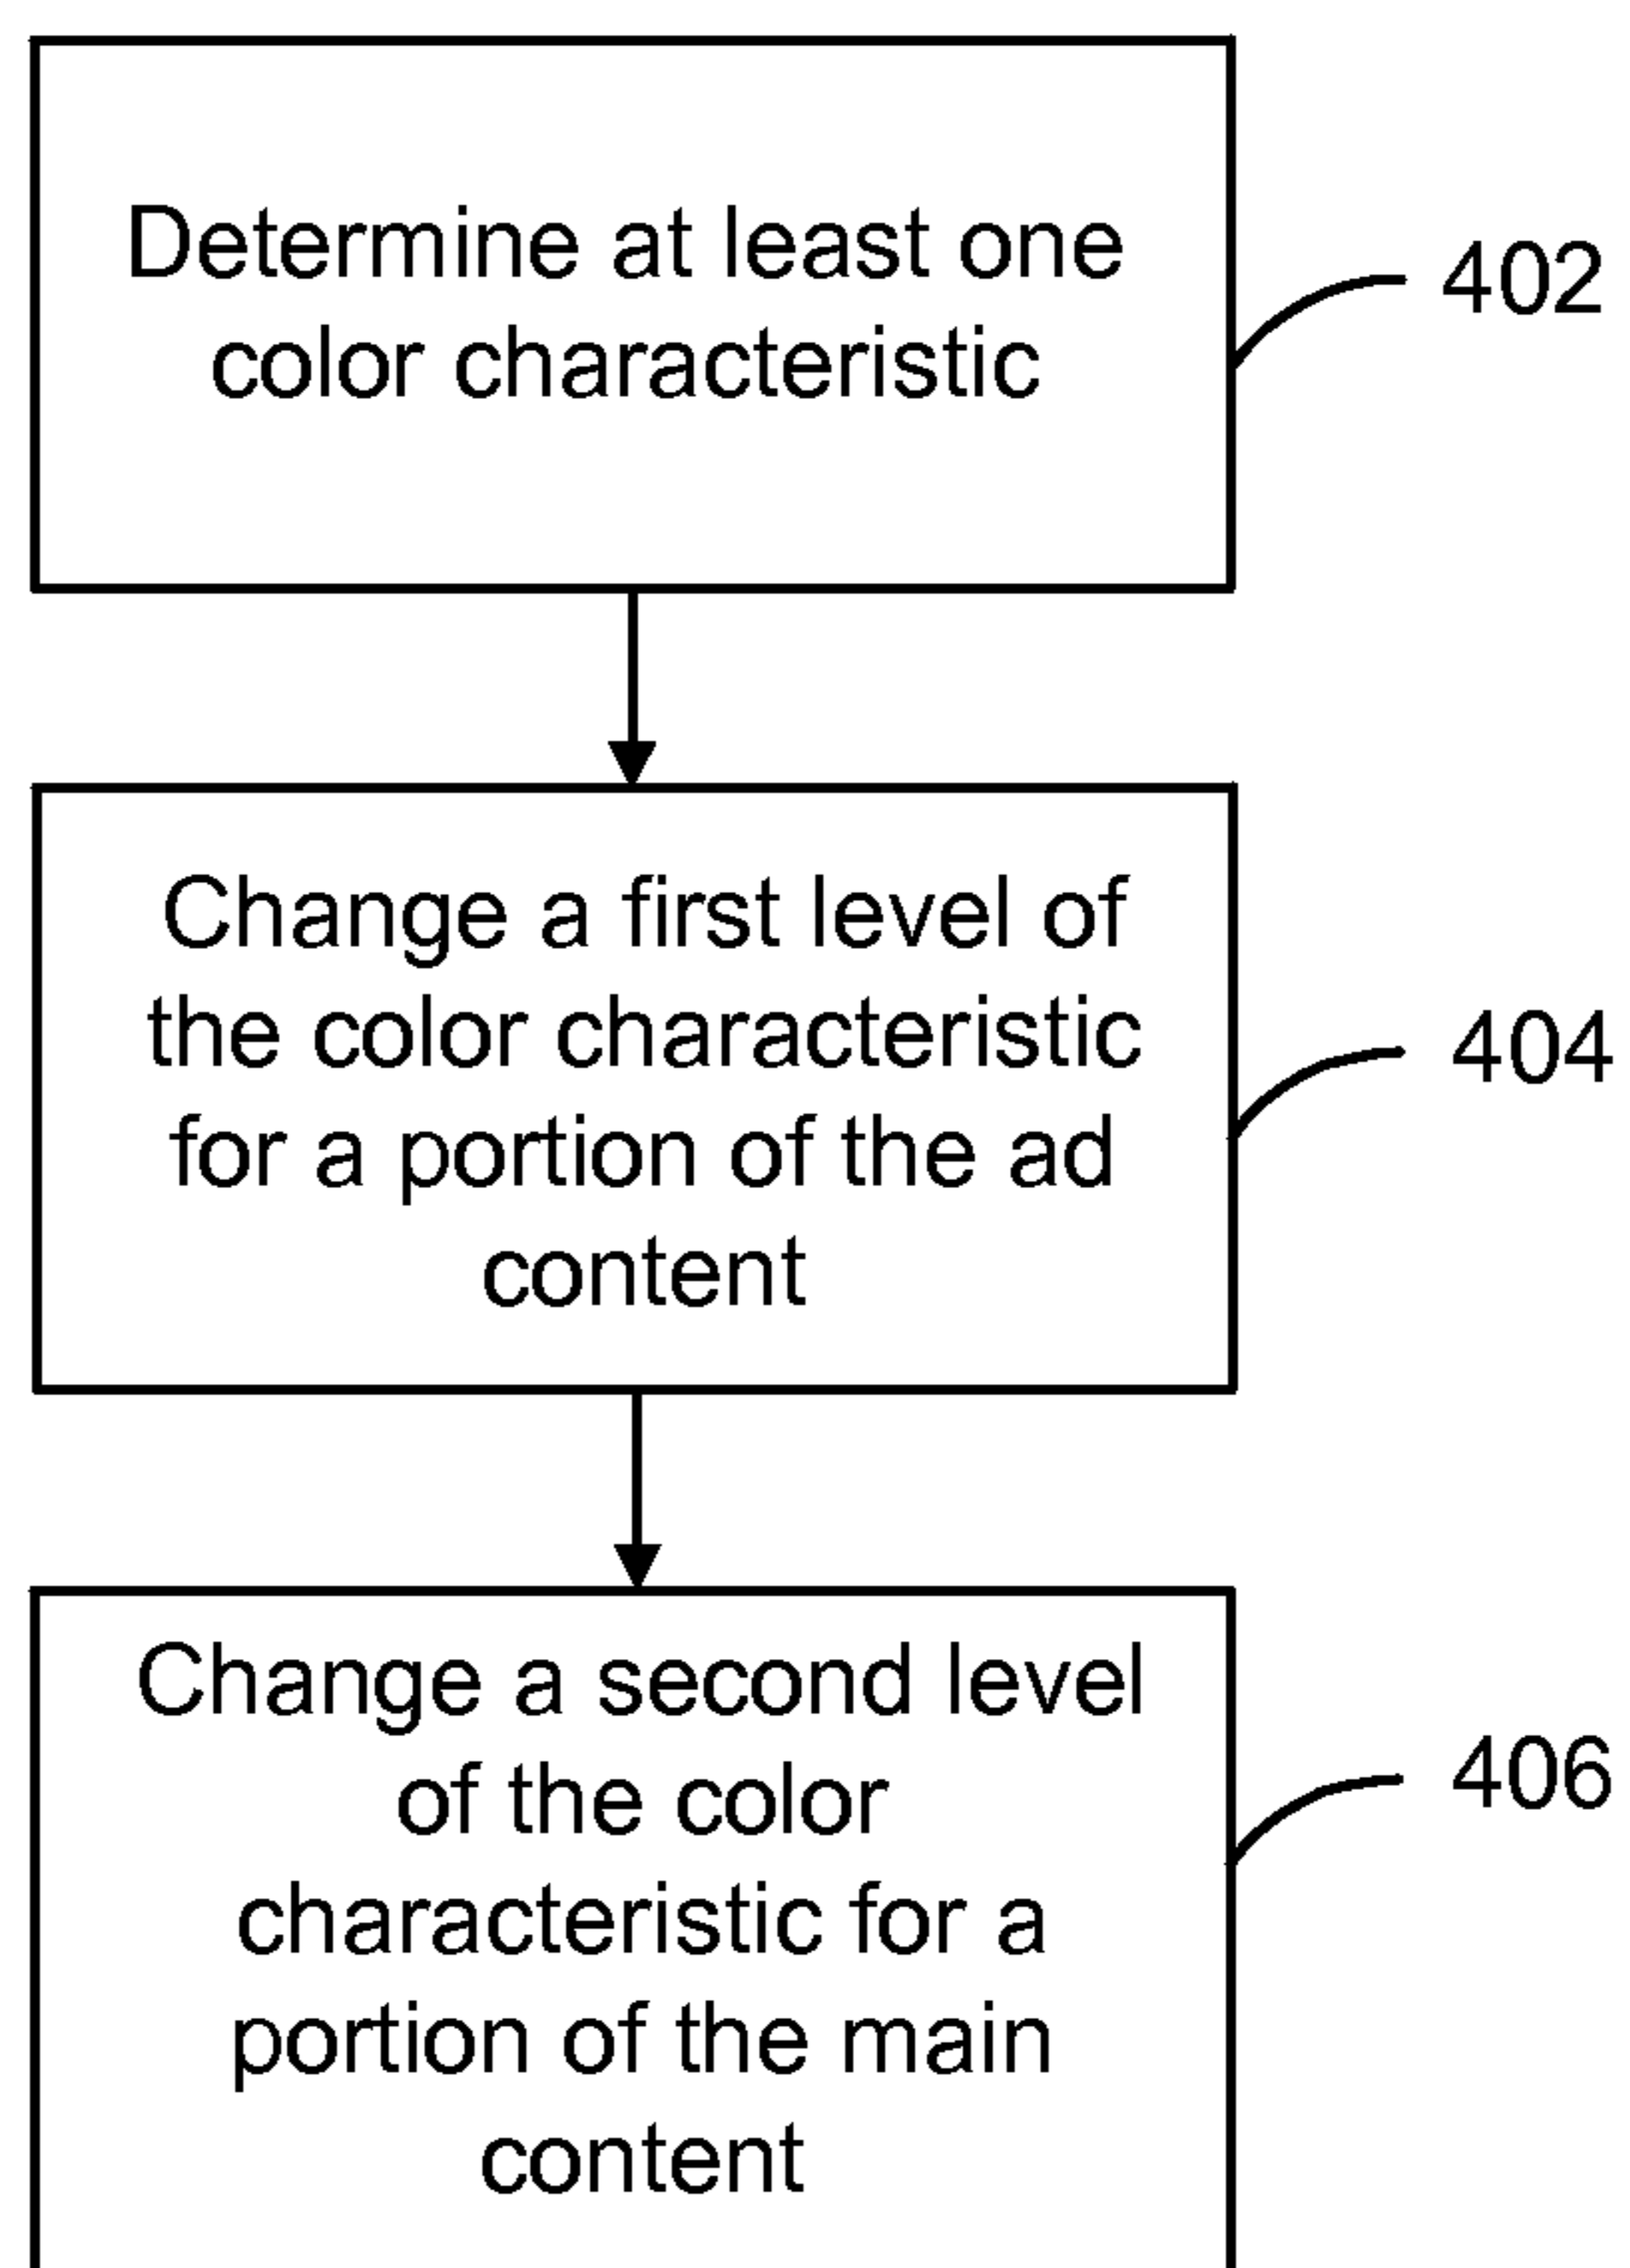 Determine at least one
color characteristic
402
Change a first level of
the color characteristic
for a portion of the ad
content
404
Change a second level
of the color
characteristic for a
portion of the main
content
406